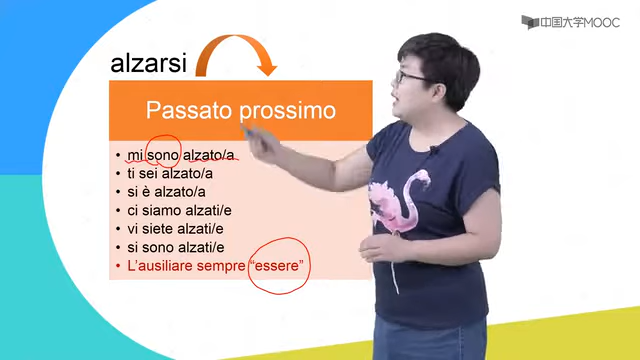 中国大学MOOC
alzarsi
Passato prossimo
• mi sono alzato/a
• ti sei alzato/a
• si è alzato/a
• ci siamo alzati/e
• vi siete alzati/e
• si sono alzati/e
• L'ausiliare sempre "essere"